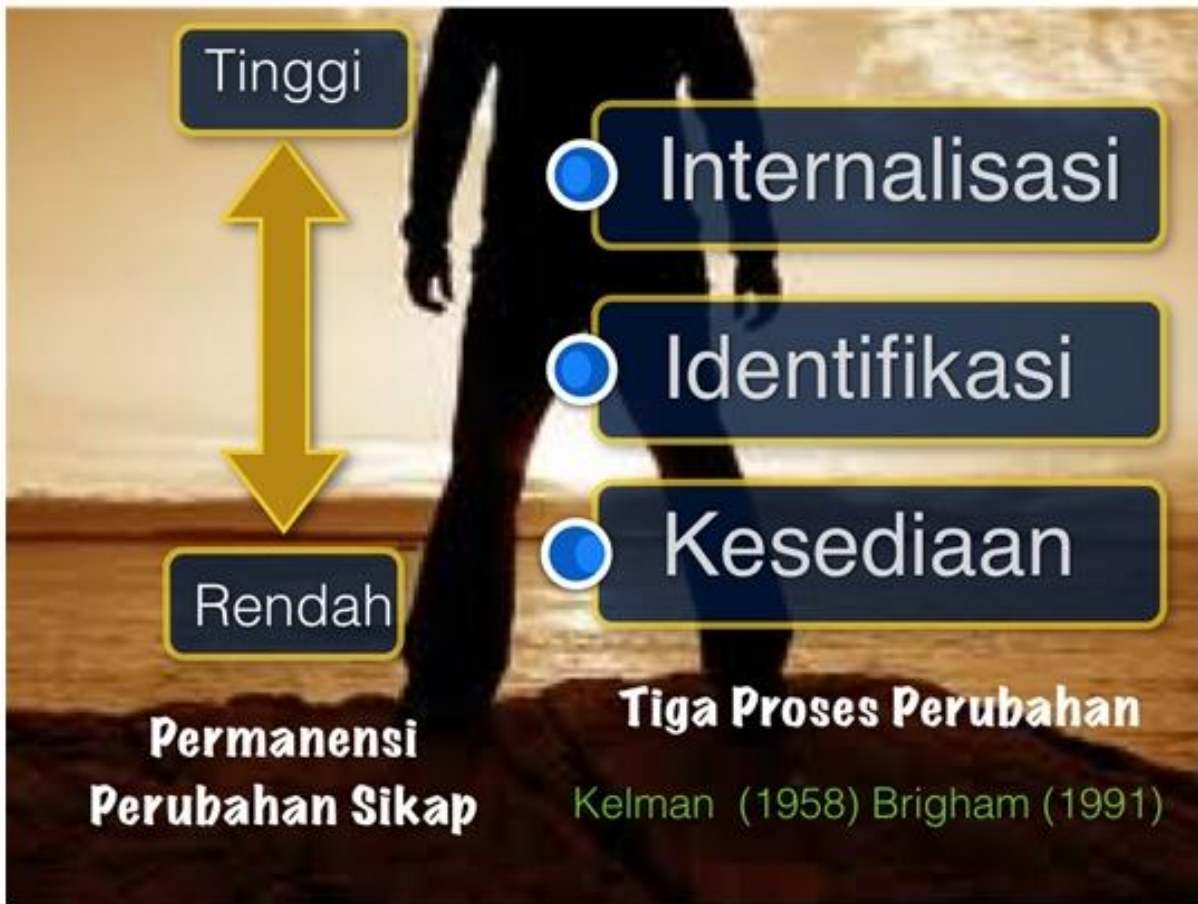 Tinggi
Internalisasi
Identifikasi
Kesediaan
Rendah
Tiga Proses Perubahan
Permanensi
Perubahan Sikap
Kelman (1958) Brigham (1991)